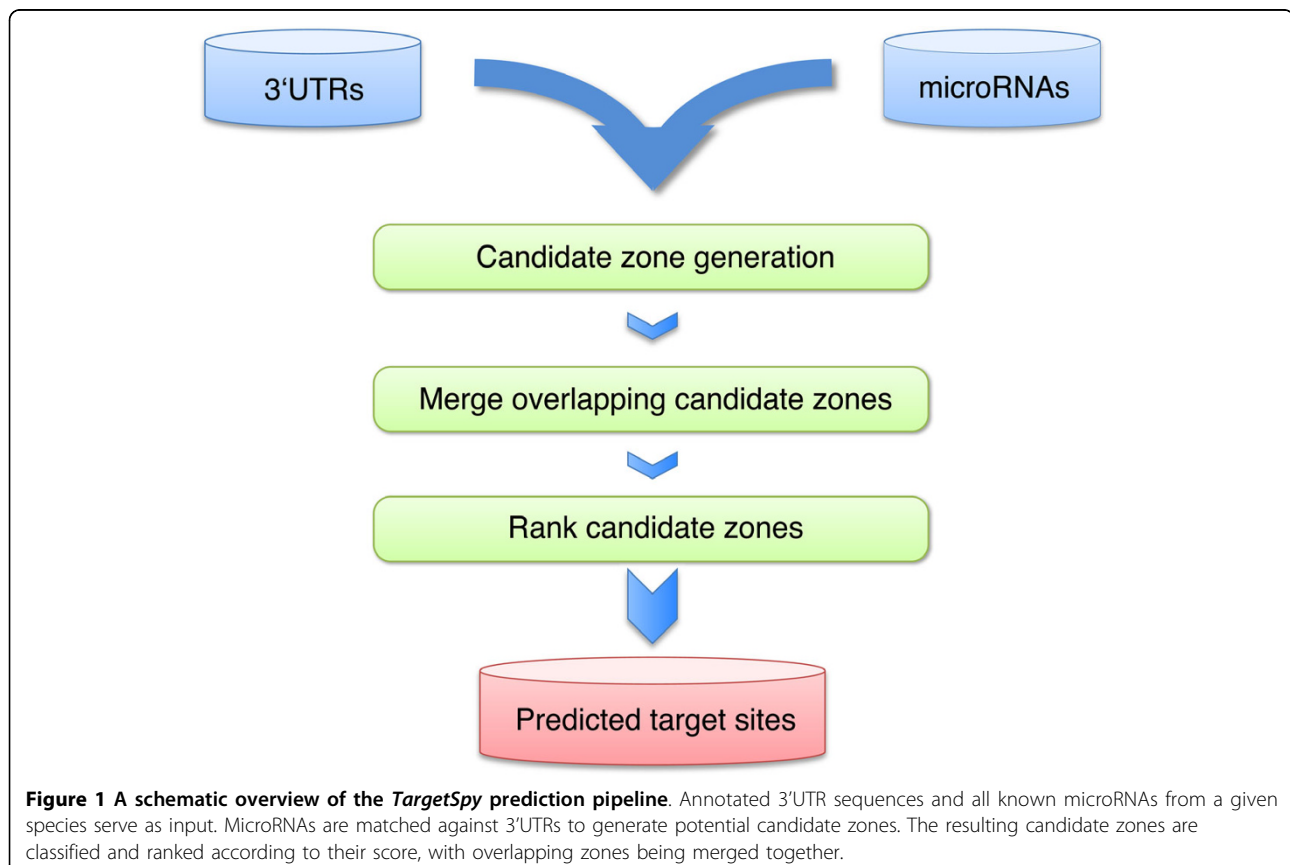 3‘UTRs
microRNAs
Candidate zone generation
Merge overlapping candidate zones
Rank candidate zones
Predicted target sites
Figure 1 A schematic overview of the TargetSpy prediction pipeline. Annotated 3’UTR sequences and all known microRNAs from a given
species serve as input. MicroRNAs are matched against 3’UTRs to generate potential candidate zones. The resulting candidate zones are
classified and ranked according to their score, with overlapping zones being merged together.